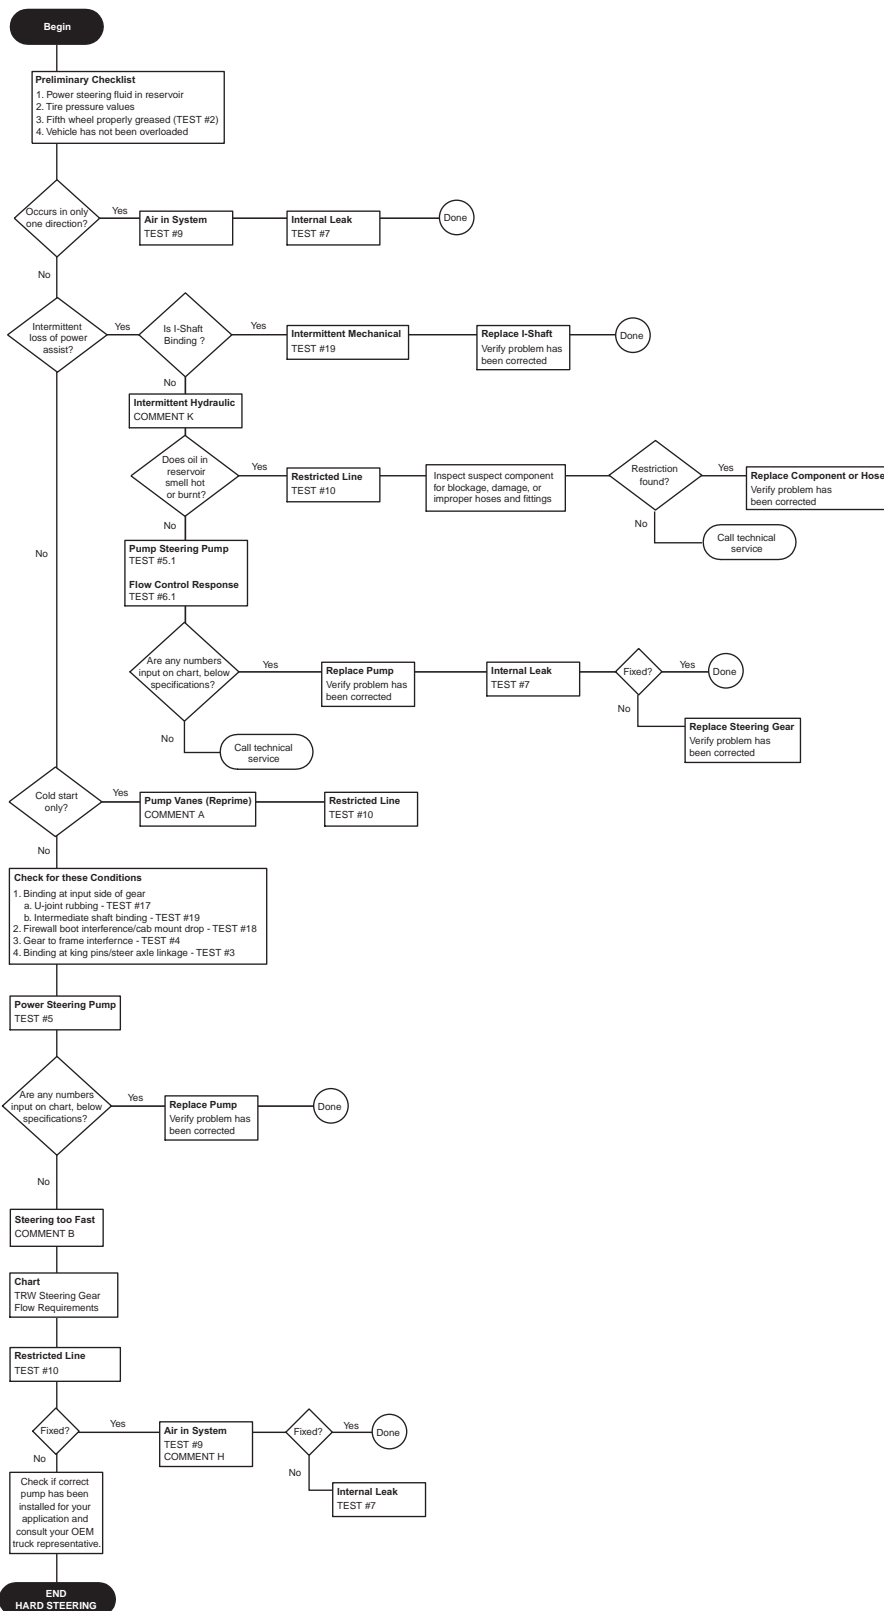 Begin
Preliminary Checklist
1. Power steering fluid in reservoir
2. Tire pressure values
3. Fifth wheel properly greased (TEST #2)
4. Vehicle has not been overloaded
Occurs in only
one direction?
Yes
Air in System
TEST #9
Internal Leak
TEST #7
Done
No
Intermittent
loss of power
assist?
Yes
Is I-Shaft
Binding ?
Yes
Intermittent Mechanical
TEST #19
Replace I-Shaft
Verify problem has
been corrected
Done
No
Intermittent Hydraulic
COMMENT K
Does oil in
reservoir
smell hot
or burnt?
Yes
Restricted Line
TEST #10
Inspect suspect component
for blockage, damage, or
improper hoses and fittings
Restriction
found?
Yes
Replace Component or Hose
Verify problem has
been corrected
No
Call technical
service
No
Pump Steering Pump
TEST #5.1
Flow Control Response
TEST #6.1
No
Are any numbers
input on chart, below
specifications?
Yes
Replace Pump
Verify problem has
been corrected
Internal Leak
TEST #7
Fixed?
Yes
Done
No
Replace Steering Gear
Verify problem has
been corrected
No
Call technical
service
Cold start
only?
Yes
Pump Vanes (Reprime)
COMMENT A
Restricted Line
TEST #10
No
Check for these Conditions
1. Binding at input side of gear
a. U-joint rubbing - TEST #17
b. Intermediate shaft binding - TEST #19
2. Firewall boot interference/cab mount drop - TEST #18
3. Gear to frame interfernce - TEST #4
4. Binding at king pins/steer axle linkage - TEST #3
Power Steering Pump
TEST #5
Are any numbers
input on chart, below
specifications?
Yes
Replace Pump
Verify problem has
been corrected
Done
No
Steering too Fast
COMMENT B
Chart
TRW Steering Gear
Flow Requirements
Restricted Line
TEST #10
Fixed?
Yes
Air in System
TEST #9
COMMENT H
Fixed?
Yes
Done
No
Internal Leak
TEST #7
No
Check if correct
pump has been
installed for your
application and
consult your OEM
truck representative.
END
HARD STEERING